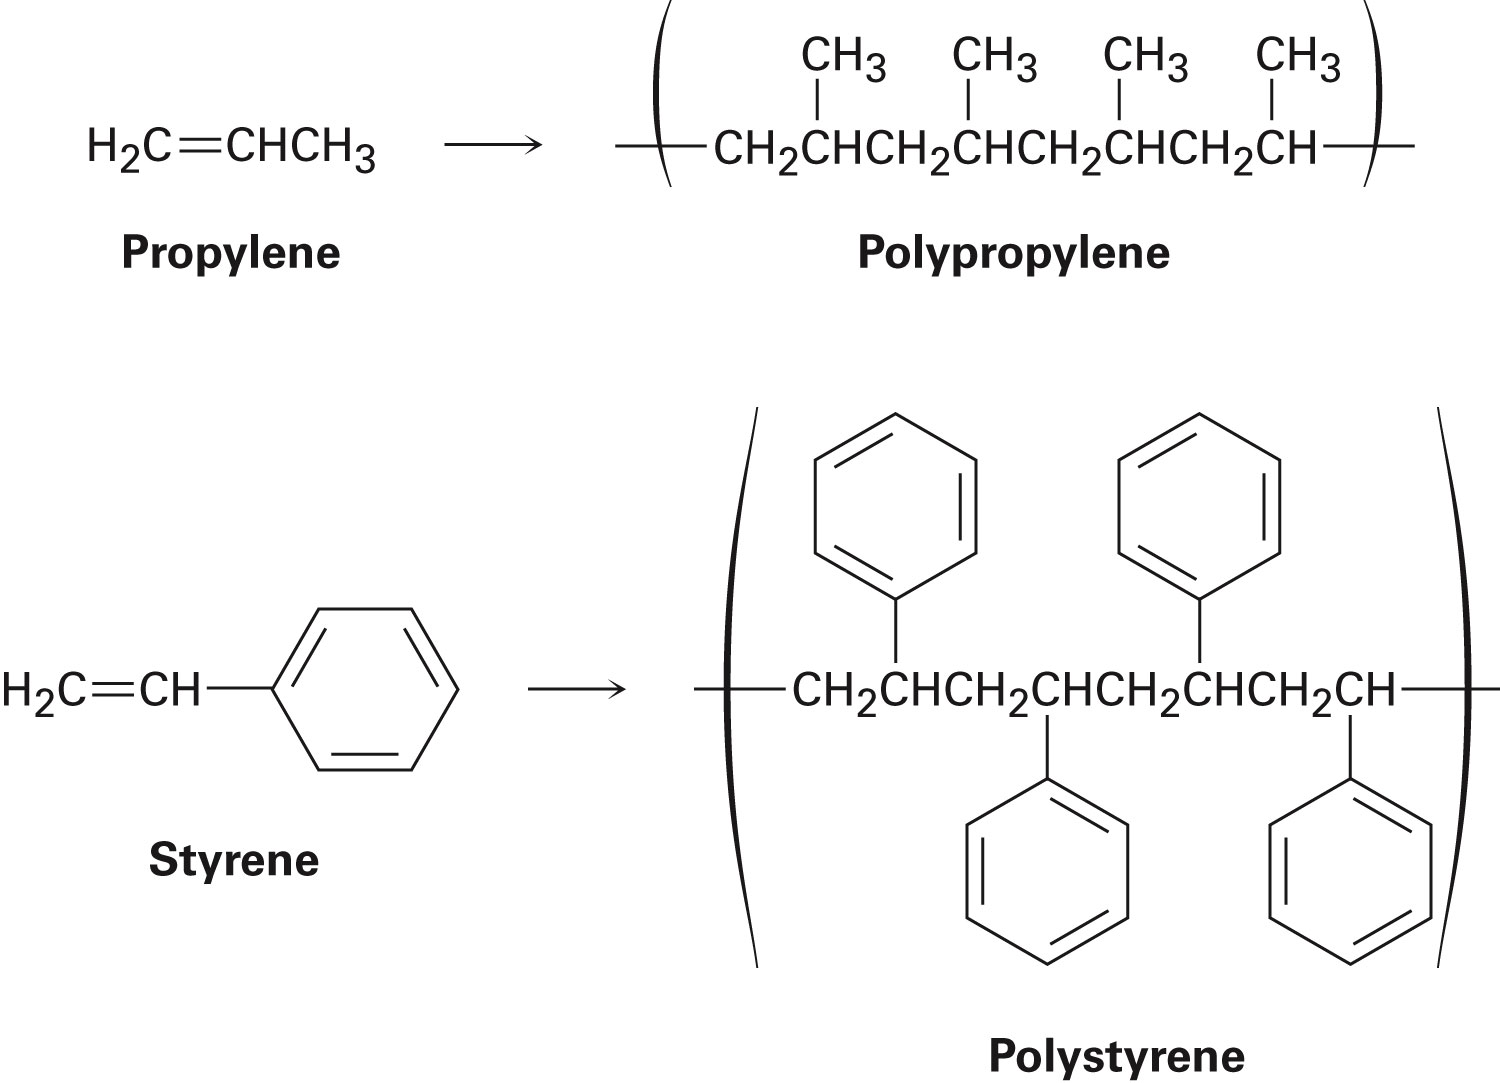 CH3 CH3 CH3 CH3
H2C=CHCH3 CH2CHCH2CHCH2CHCH2CH
Propylene Polypropylene
H2C=CH CH2CHCH2CHCH2CHCH2CH
Styrene
Polystyrene